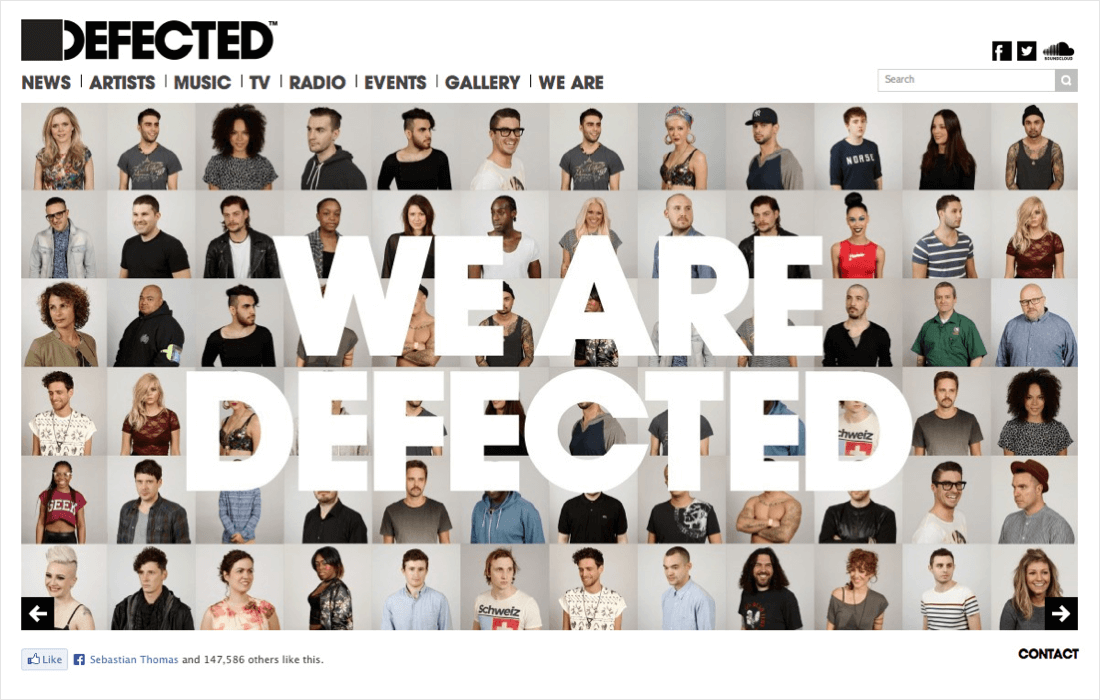 DEFECTED™
NEWS | ARTISTS | MUSIC | TV | RADIO | EVENTS | GALLERY | WE ARE
SOUNDCLOUD
Search
NORSE
WE ARE
DEFECTED
Schweiz
GEEK
Schweiz
Like
Sebastian Thomas and 147,586 others like this.
CONTACT